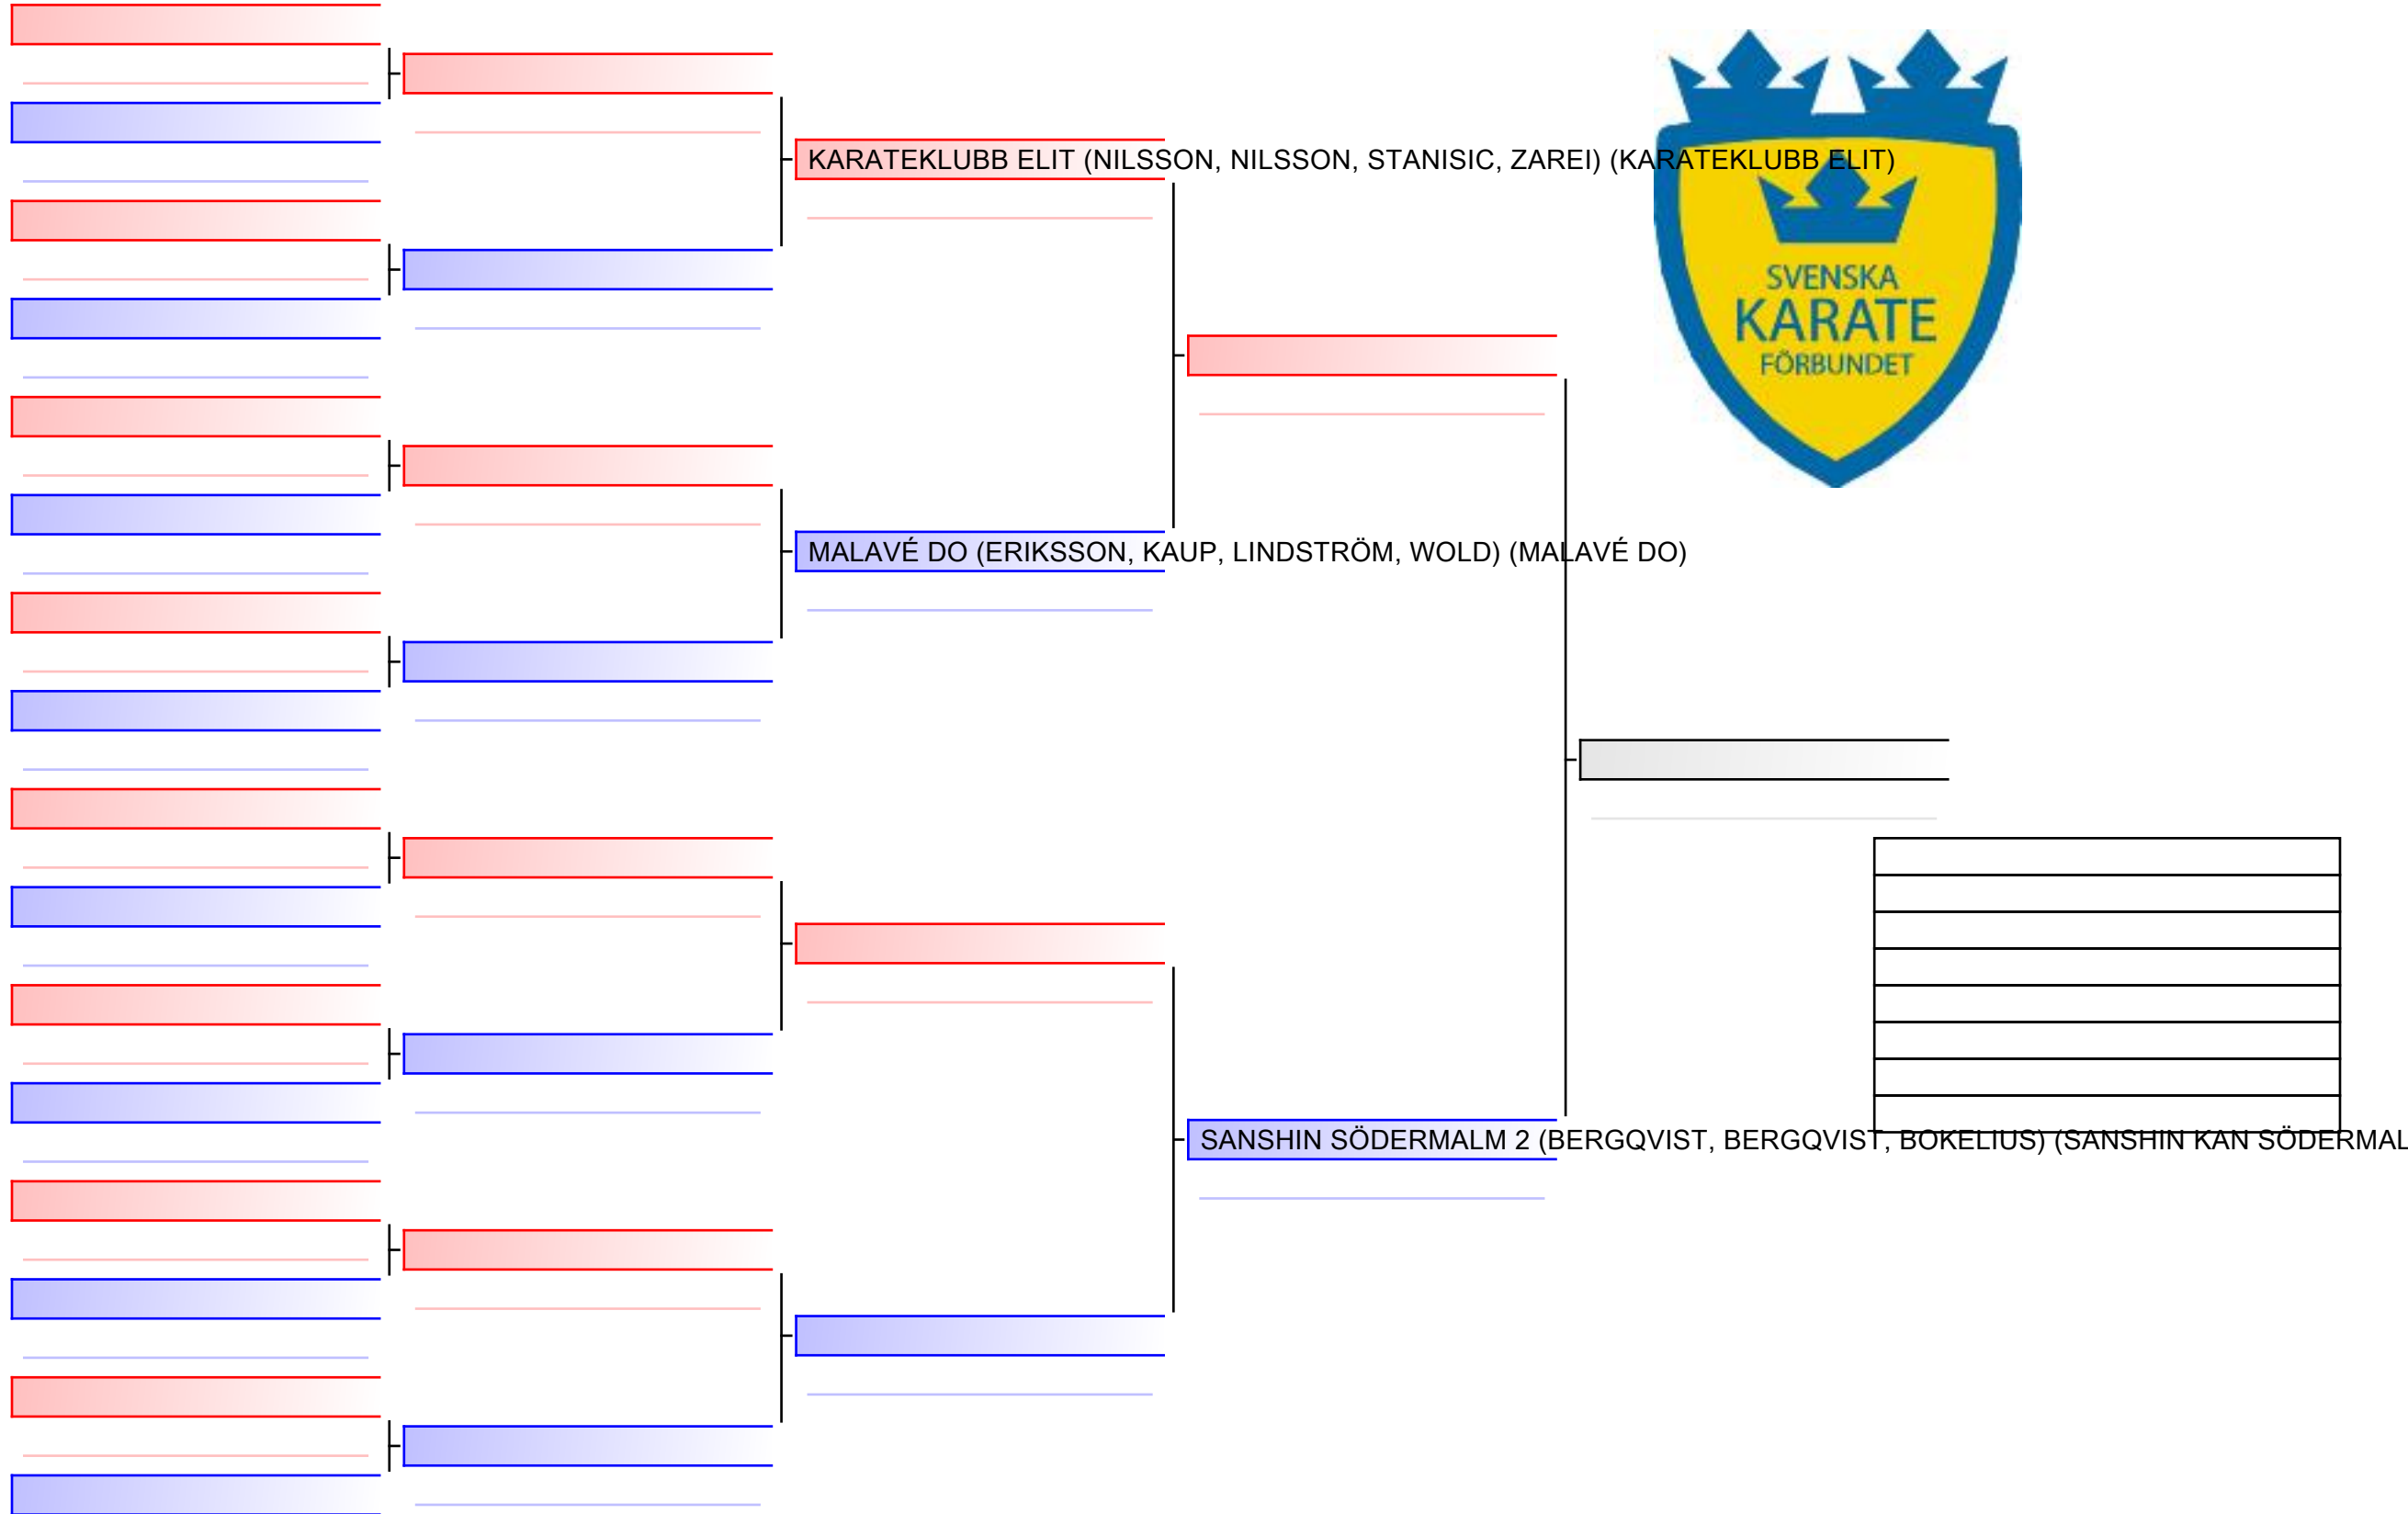 KARATEKLUBB ELIT (NILSSON, NILSSON, STANISIC, ZAREI) (KARATEKLUBB ELIT)
SVENSKA
KARATE
FÖRBUNDET
MALAVÉ DO (ERIKSSON, KAUP, LINDSTRÖM, WOLD) (MALAVÉ DO)
SANSHIN SÖDERMALM 2 (BERGQVIST, BERGQVIST, BOKELIUS) (SANSHIN KAN SÖDERMAL